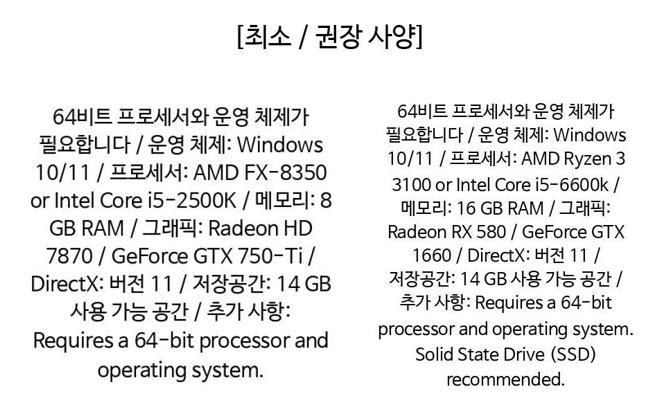 [최소 / 권장 사양]
64비트 프로세서와 운영 체제가
필요합니다 / 운영 체제: Windows
10/11 / 프로세서: AMD FX-8350
or Intel Core i5-2500K / 메모리: 8
GB RAM / 그래픽: Radeon HD
7870 / GeForce GTX 750-Ti /
DirectX: 버전 11 / 저장공간: 14 GB
사용 가능 공간 / 추가 사항:
Requires a 64-bit processor and
operating system.
64비트 프로세서와 운영 체제가
필요합니다 / 운영 체제: Windows
10/11 / 프로세서: AMD Ryzen 3
3100 or Intel Core i5-6600k /
메모리: 16 GB RAM / 그래픽:
Radeon RX 580 / GeForce GTX
1660 / DirectX: 버전 11 /
저장공간: 14 GB 사용 가능 공간 /
추가 사항: Requires a 64-bit
processor and operating system.
Solid State Drive (SSD)
recommended.